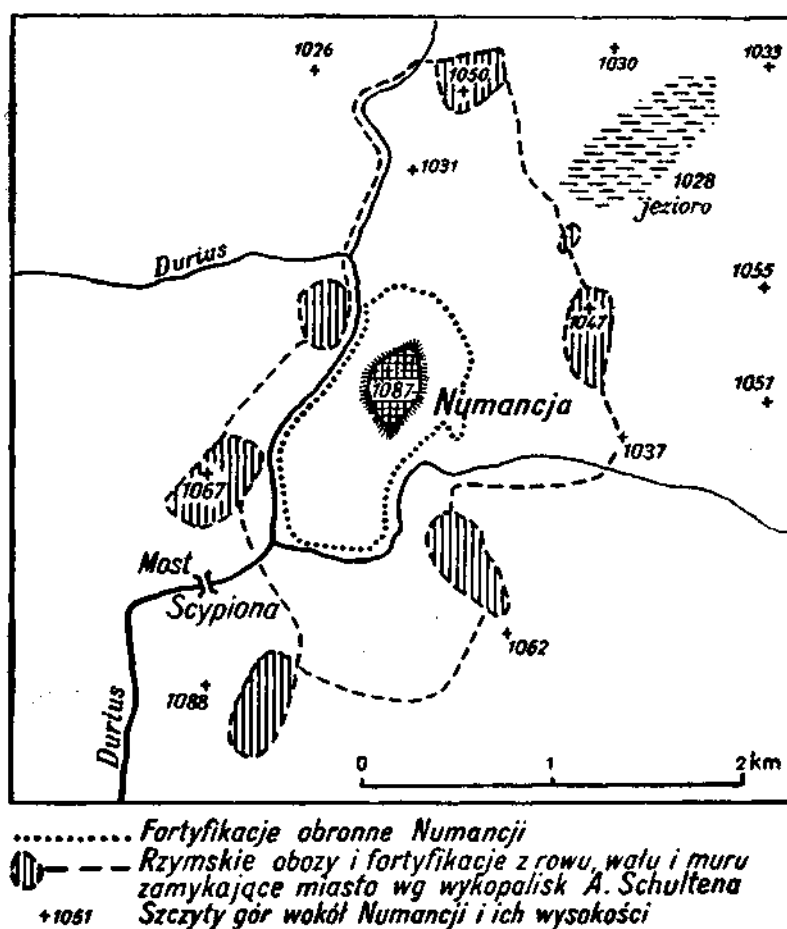 1026
1050
1030
1033
1031
1028
jezioro
Durius
1055
1047
1087
Numancja
1051
1037
1067
Most
Scypiona
1062
1088
Durius
0 1 2 km
Fortyfikacje obronne Numancji
Rzymskie obozy i fortyfikacje z rowu, wału i muru
zamykające miasto wg wykopalisk A. Schultena
+1051 Szczyty gór wokół Numancji i ich wysokości